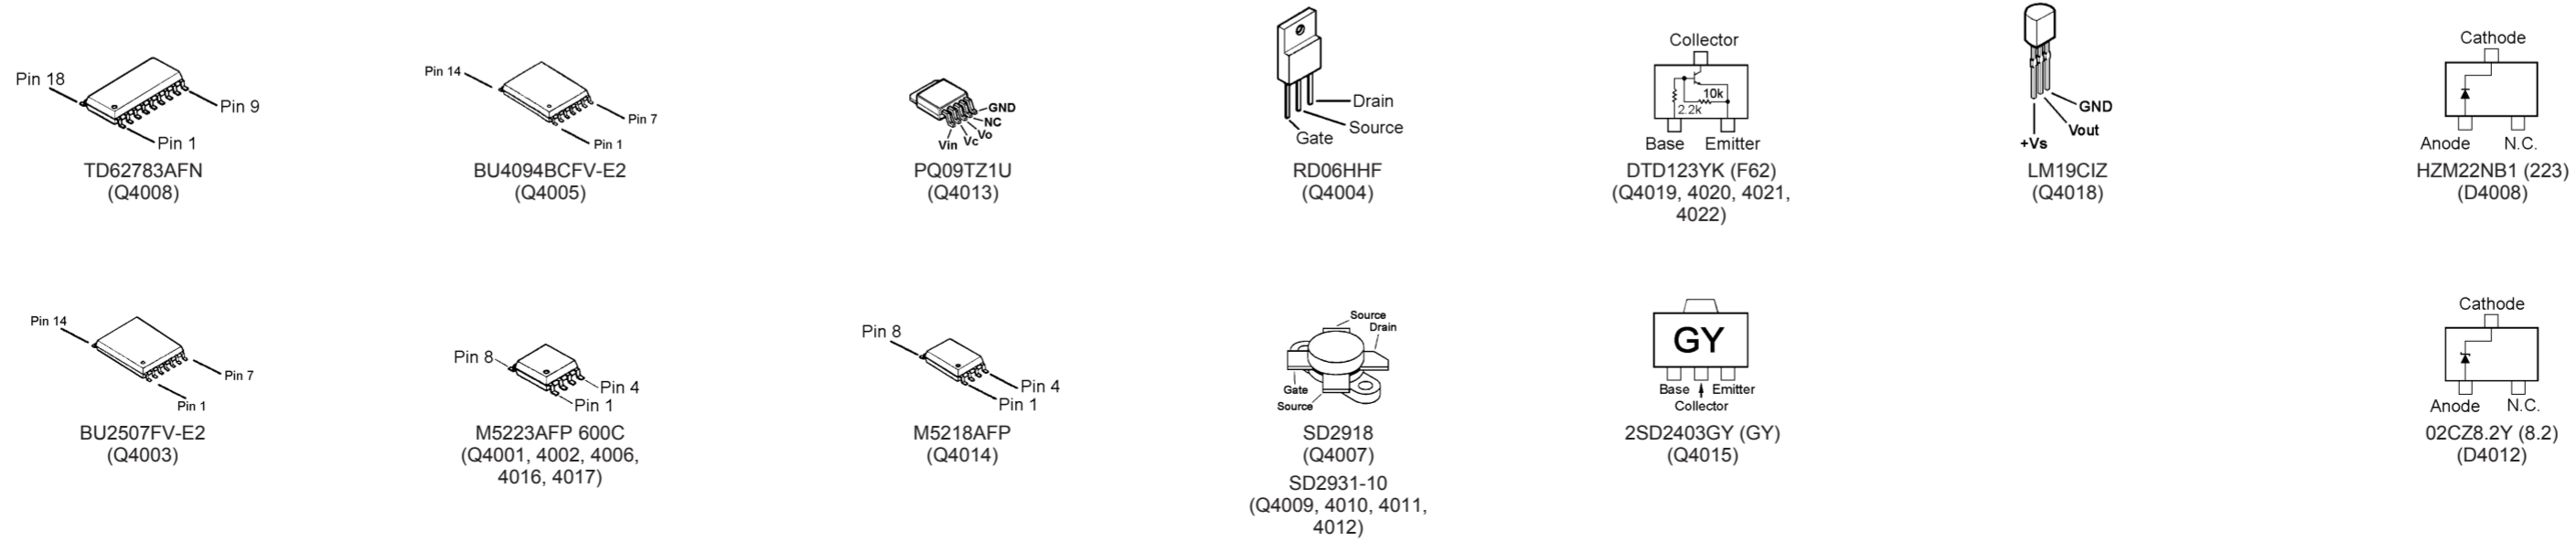 Pin 18
Pin 9
Pin 1
TD62783AFN
(Q4008)
Pin 14
Pin 7
Pin 1
BU4094BCFV-E2
(Q4005)
GND
NC
Vo
Vc
Vin
PQ09TZ1U
(Q4013)
Drain
Source
Gate
RD06HHF
(Q4004)
Collector
10k
2.2k
Base Emitter
DTD123YK (F62)
(Q4019, 4020, 4021,
4022)
GND
Vout
+Vs
LM19CIZ
(Q4018)
Cathode
Anode N.C.
HZM22NB1 (223)
(D4008)
Pin 14
Pin 7
Pin 1
BU2507FV-E2
(Q4003)
Pin 8
Pin 4
Pin 1
M5223AFP 600C
(Q4001, 4002, 4006,
4016, 4017)
Pin 8
Pin 4
Pin 1
M5218AFP
(Q4014)
Source
Drain
Gate
Source
SD2918
(Q4007)
SD2931-10
(Q4009, 4010, 4011,
4012)
GY
Base Emitter
Collector
2SD2403GY (GY)
(Q4015)
Cathode
Anode N.C.
02CZ8.2Y (8.2)
(D4012)